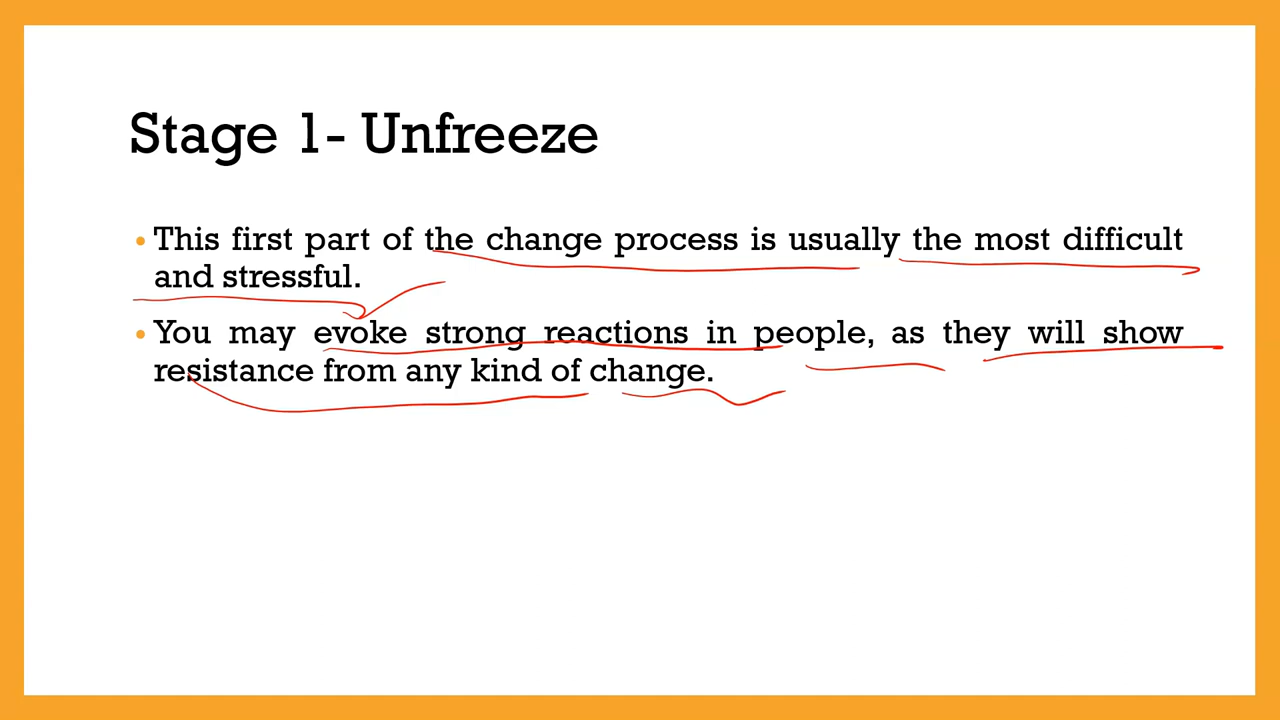 Stage 1- Unfreeze
• This first part of the change process is usually the most difficult
and stressful.
• You may evoke strong reactions in people, as they will show
resistance from any kind of change.